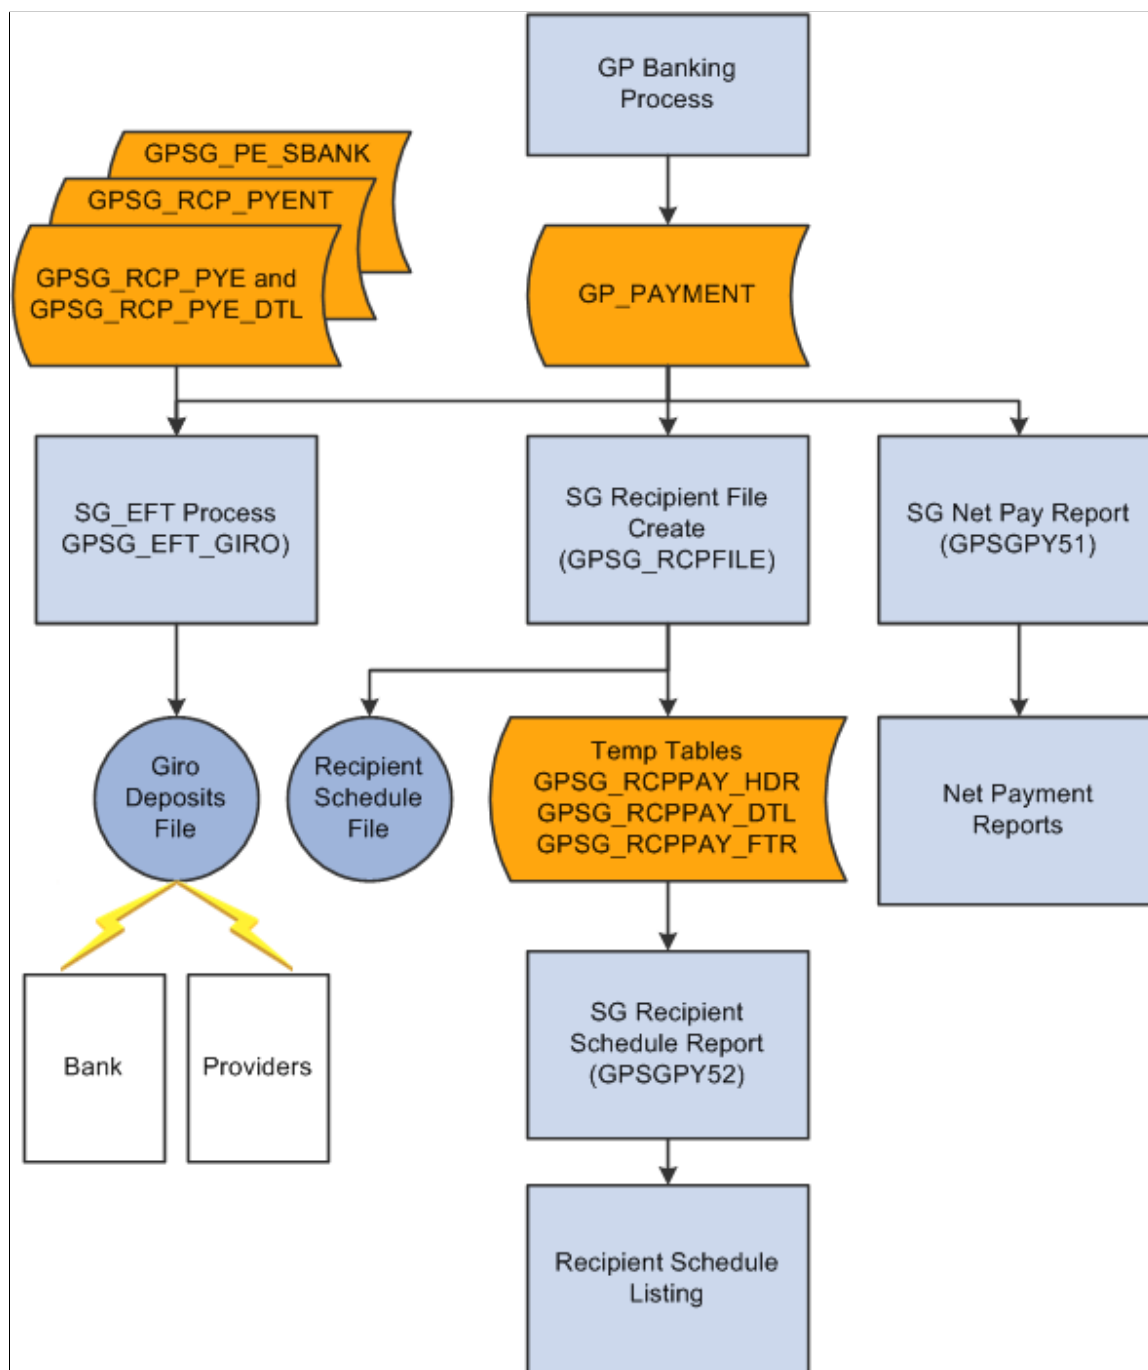 GP Banking
Process
GPSG_PE_SBANK
GPSG_RCP_PYENT
GPSG_RCP_PYE and
GPSG_RCP_PYE_DTL
GP_PAYMENT
SG_EFT Process
GPSG_EFT_GIRO)
SG Recipient File
Create
(GPSG_RCPFILE)
SG Net Pay Report
(GPSGPY51)
Giro
Deposits
File
Recipient
Schedule
File
Temp Tables
GPSG_RCPPAY_HDR
GPSG_RCPPAY_DTL
GPSG_RCPPAY_FTR
Net Payment
Reports
Bank
Providers
SG Recipient
Schedule Report
(GPSGPY52)
Recipient Schedule
Listing